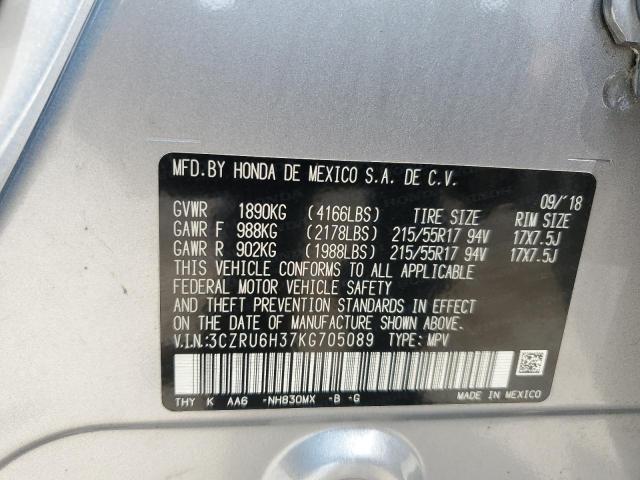 MFD.BY HONDA DE MEXICO S.A. DE C.V.
09/'18
GVWR 1890KG (4166LBS) TIRE SIZE RIM SIZE
GAWR F 988KG (2178LBS) 215/55R17 94V 17X7.5J
GAWR R 902KG (1988LBS) 215/55R17 94V 17X7.5J
THIS VEHICLE CONFORMS TO ALL APPLICABLE
FEDERAL MOTOR VEHICLE SAFETY
AND THEFT PREVENTION STANDARDS IN EFFECT
ON THE DATE OF MANUFACTURE SHOWN ABOVE.
V.I.N.:3CZRU6H37KG705089 TYPE: MPV
THY K AA6 -NH830MX -B -G
MADE IN MEXICO